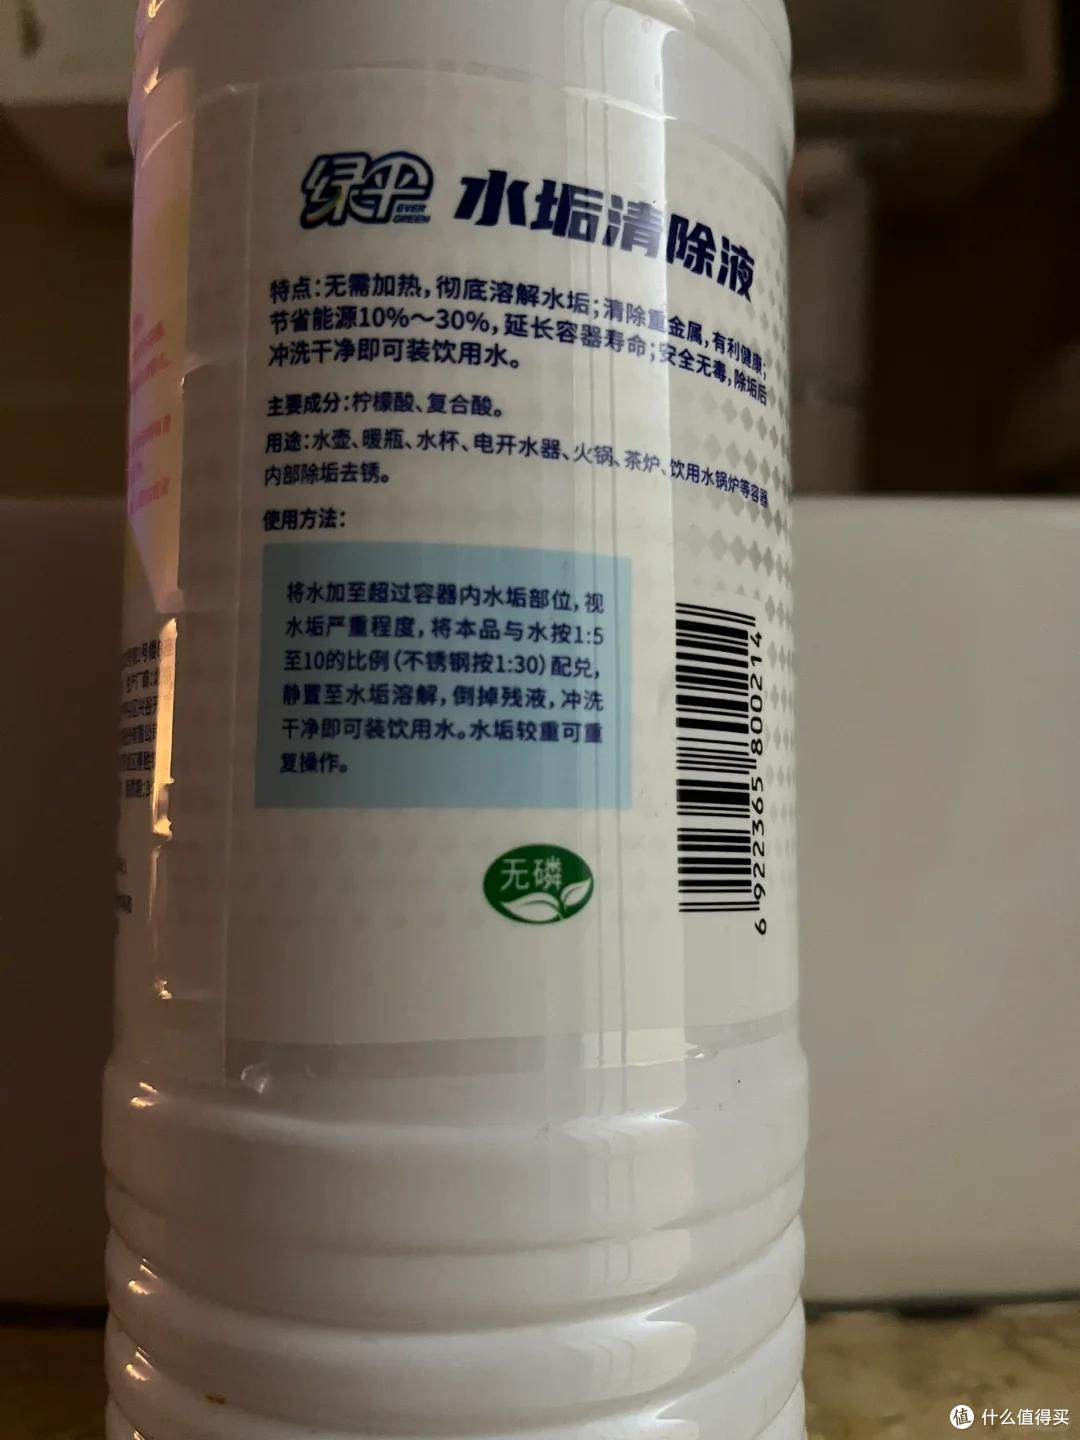 绿伞
EVER
GREEN
水垢清除液
特点：无需加热，彻底溶解水垢；清除重金属，有利健康；
节省能源10%～30%，延长容器寿命；安全无毒，除垢后
冲洗干净即可装饮用水。
主要成分：柠檬酸、复合酸。
用途：水壶、暖瓶、水杯、电开水器、火锅、茶炉、饮用水锅炉等容器
内部除垢去锈。
使用方法：
将水加至超过容器内水垢部位，视
水垢严重程度，将本品与水按1:5
至10的比例（不锈钢按1:30）配兑，
静置至水垢溶解，倒掉残液，冲洗
干净即可装饮用水。水垢较重可重
复操作。
无磷
6 922365 800214
值 什么值得买